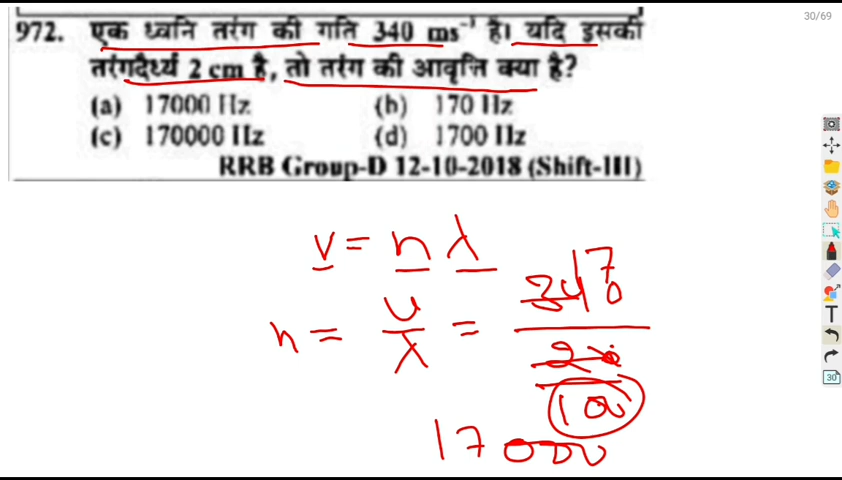 30/69
972. एक ध्वनि तरंग की गति 340 ms⁻¹ है। यदि इसकी
तरंगदैर्ध्य 2 cm है, तो तरंग की आवृत्ति क्या है?
(a) 17000 Hz (b) 170 Hz
(c) 170000 Hz (d) 1700 Hz
RRB Group-D 12-10-2018 (Shift-III)
v = n λ
17
n = υ/λ = 340
2
100
17000
T
30